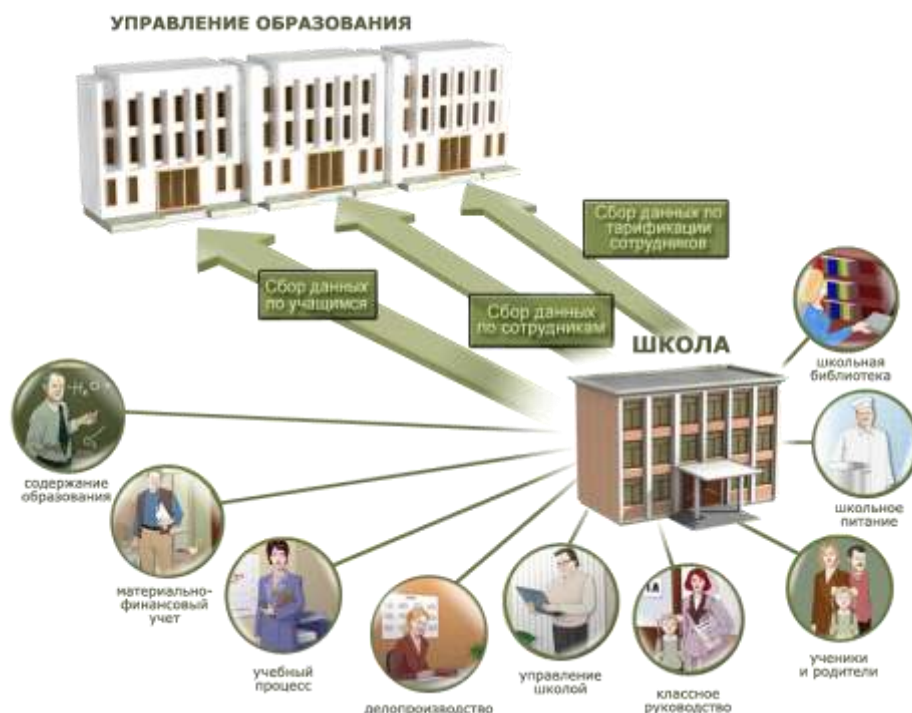 УПРАВЛЕНИЕ ОБРАЗОВАНИЯ
Сбор данных по
тарификации
сотрудников
Сбор данных
по учащимся
Сбор данных
по сотрудникам
ШКОЛА
школьная
библиотека
содержание
образования
школьное
питание
материально-
финансовый
учет
учебный
процесс
делопроизводство
управление
школой
классное
руководство
ученики
и родители